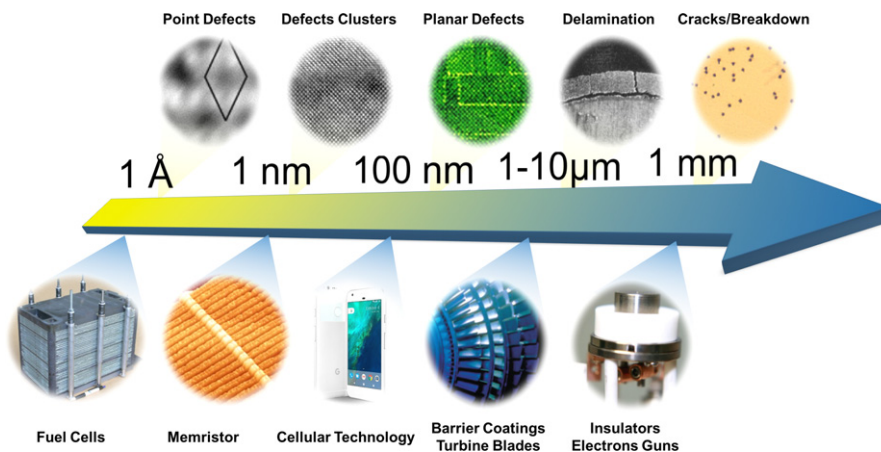 Point Defects
Defects Clusters
Planar Defects
Delamination
Cracks/Breakdown
1 Å
1 nm
100 nm
1-10μm
1 mm
Fuel Cells
Memristor
Cellular Technology
Barrier Coatings
Turbine Blades
Insulators
Electrons Guns